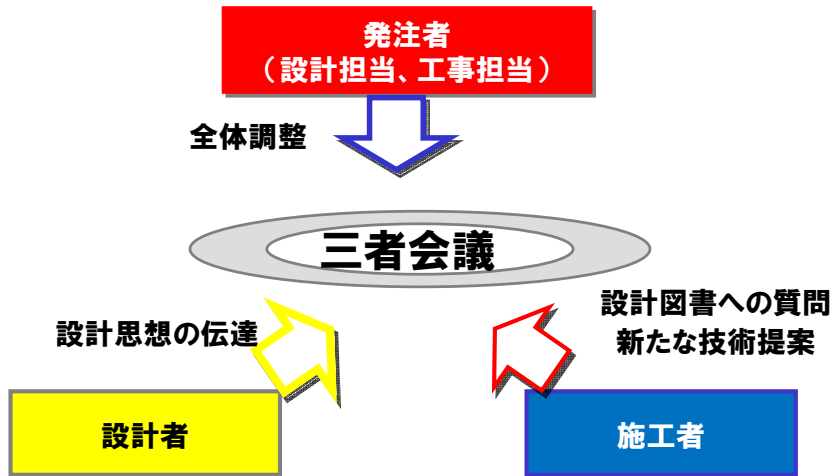 発注者
（設計担当、工事担当）
全体調整
三者会議
設計思想の伝達
設計図書への質問
新たな技術提案
設計者
施工者